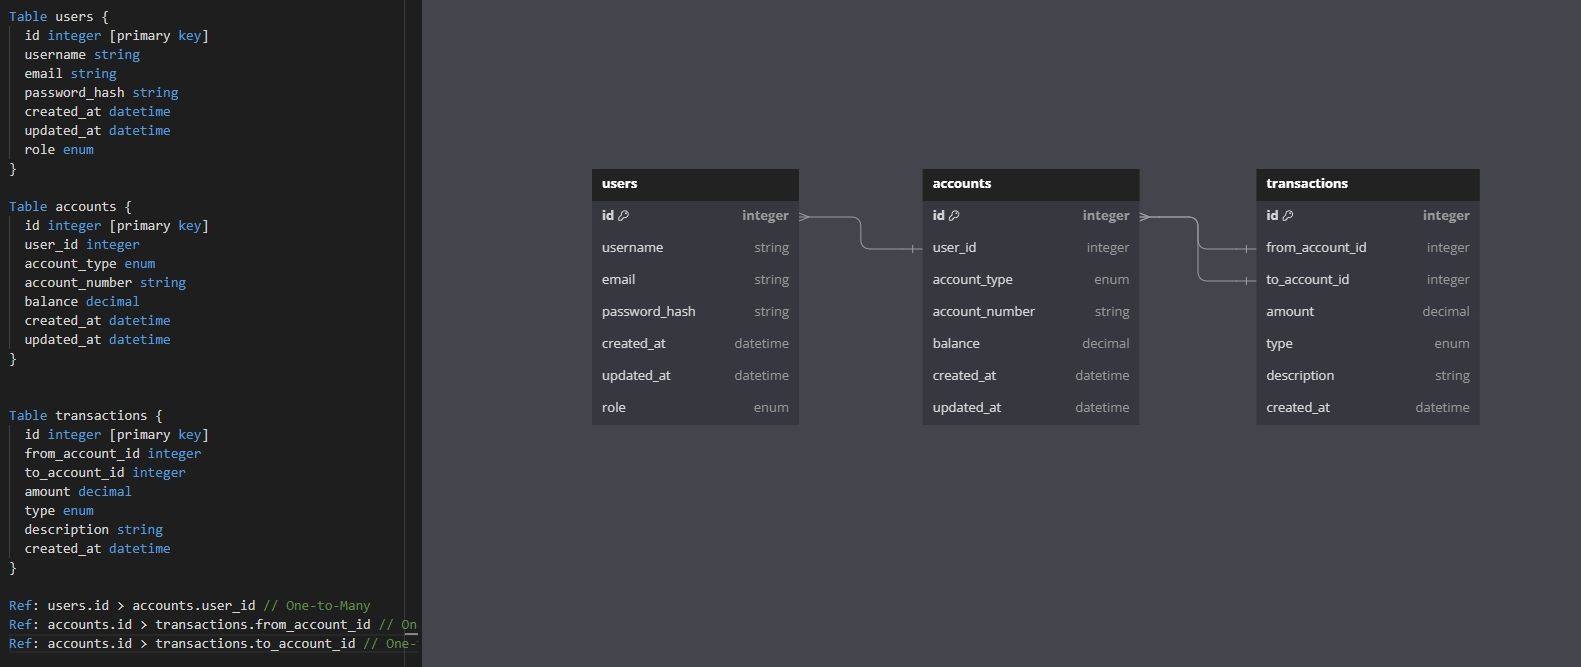 Table users {
id integer [primary key]
username string
email string
password_hash string
created_at datetime
updated_at datetime
role enum
}
Table accounts {
id integer [primary key]
user_id integer
account_type enum
account_number string
balance decimal
created_at datetime
updated_at datetime
}
Table transactions {
id integer [primary key]
from_account_id integer
to_account_id integer
amount decimal
type enum
description string
created_at datetime
}
Ref: users.id > accounts.user_id // One-to-Many
Ref: accounts.id > transactions.from_account_id // On
Ref: accounts.id > transactions.to_account_id // One-
users
id integer
username string
email string
password_hash string
created_at datetime
updated_at datetime
role enum
accounts
id integer
user_id integer
account_type enum
account_number string
balance decimal
created_at datetime
updated_at datetime
transactions
id integer
from_account_id integer
to_account_id integer
amount decimal
type enum
description string
created_at datetime